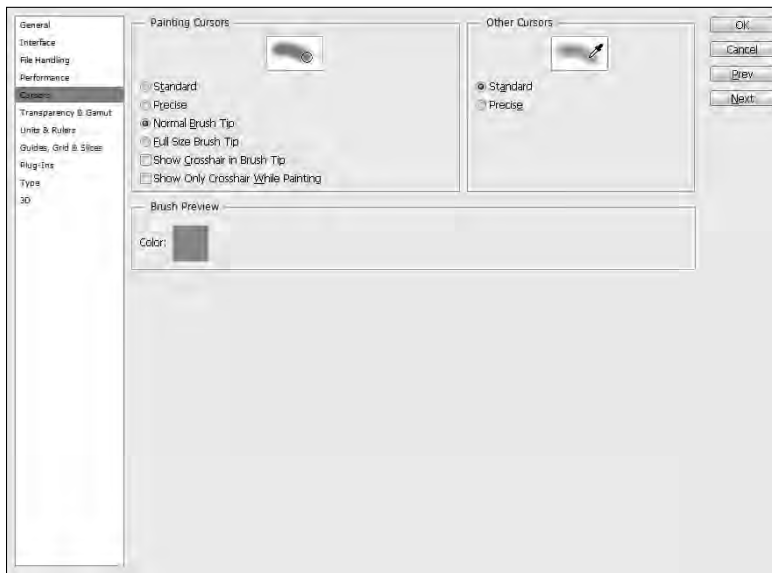 General
Interface
File Handling
Performance
Cursors
Transparency & Gamut
Units & Rulers
Guides, Grid & Slices
Plug-Ins
Type
3D
Painting Cursors
Standard
Precise
Normal Brush Tip
Full Size Brush Tip
Show Crosshair in Brush Tip
Show Only Crosshair While Painting
Other Cursors
Standard
Precise
Brush Preview
Color:
OK
Cancel
Prev
Next